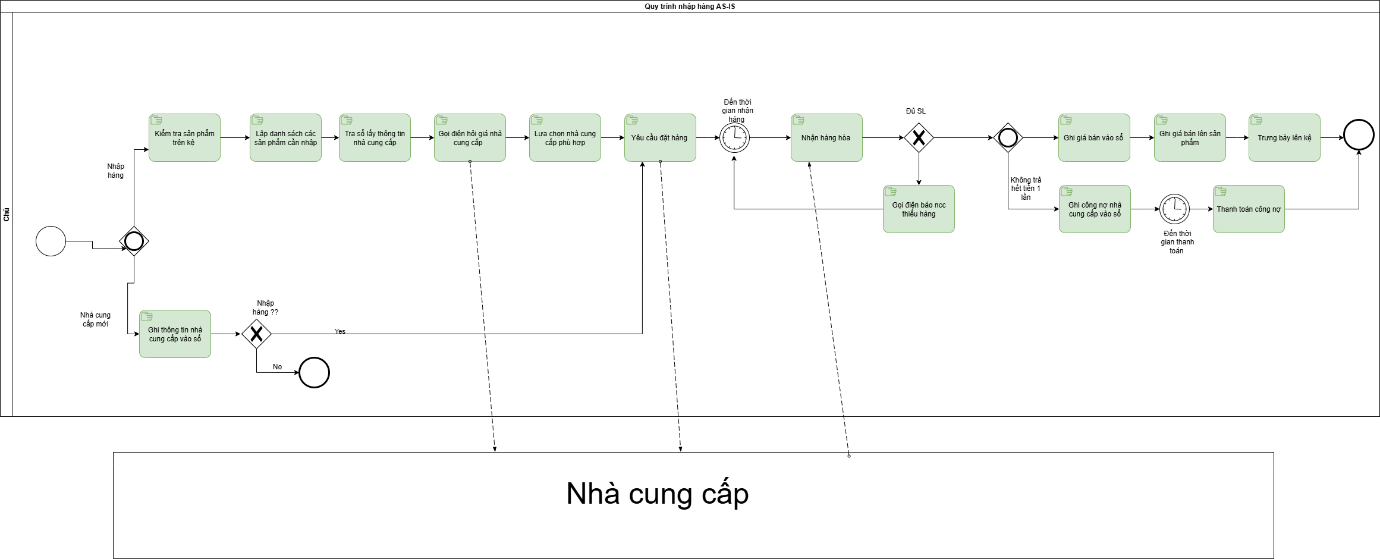 Quy trình nhập hàng AS-IS
Chủ
Nhập
hàng
Kiểm tra sản phẩm
trên kệ
Lập danh sách các
sản phẩm cần nhập
Tra sổ lấy thông tin
nhà cung cấp
Gọi điện hỏi giá nhà
cung cấp
Lựa chọn nhà cung
cấp phù hợp
Yêu cầu đặt hàng
Đến thời
gian nhận
hàng
Nhận hàng hóa
Đủ SL
Gọi điện báo ncc
thiếu hàng
Không trả
hết tiền 1
lần
Ghi giá bán vào sổ
Ghi giá bán lên sản
phẩm
Trưng bày lên kệ
Ghi công nợ nhà
cung cấp vào sổ
Đến thời
gian thanh
toán
Thanh toán công nợ
Nhà cung
cấp mới
Ghi thông tin nhà
cung cấp vào sổ
Nhập
hàng ??
Yes
No
Nhà cung cấp